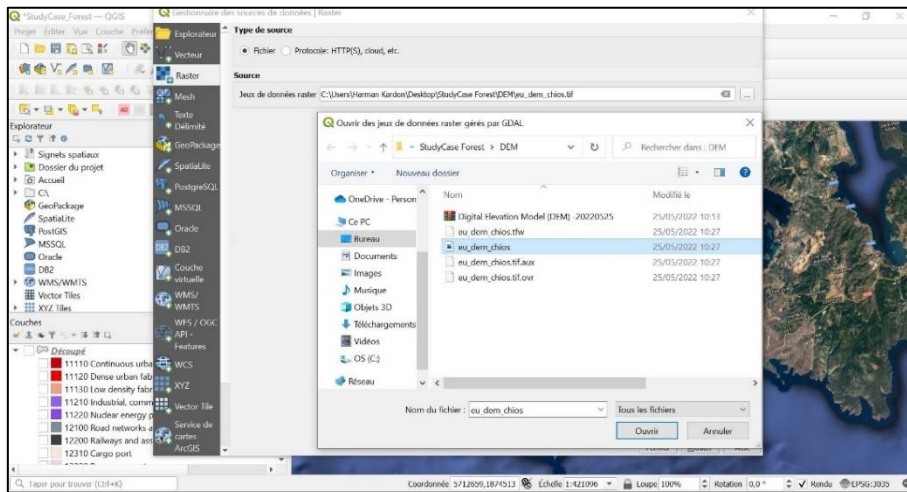 *StudyCase_Forest — QGIS
Projet Éditer Vue Couche Préfér
Gestionnaire des sources de données | Raster
Explorateur
Vecteur
Raster
Mesh
Texte
Délimité
GeoPackage
SpatiaLite
PostgreSQL
MSSQL
Oracle
DB2
Couche
virtuelle
WMS/
WMTS
WFS / OGC
API -
Features
WCS
XYZ
Vector Tile
Service de
cartes
ArcGIS
Type de source
Fichier Protocole: HTTP(S), cloud, etc.
Source
Jeux de données raster C:\Users\Harman Kardon\Desktop\StudyCase Forest\DEM\eu_dem_chios.tif
...
Ouvrir des jeux de données raster gérés par GDAL
« StudyCase Forest > DEM
Rechercher dans : DEM
Organiser Nouveau dossier
OneDrive - Person
Ce PC
Bureau
Documents
Images
Musique
Objets 3D
Téléchargements
Vidéos
OS (C:)
Réseau
Nom Modifié le
Digital Elevation Model (DEM) -20220525 25/05/2022 10:13
eu_dem_chios.tfw 25/05/2022 10:27
eu_dem_chios 25/05/2022 10:27
eu_dem_chios.tif.aux 25/05/2022 10:27
eu_dem_chios.tif.ovr 25/05/2022 10:27
Nom du fichier : eu_dem_chios Tous les fichiers
Ouvrir Annuler
Explorateur
Signets spatiaux
Dossier du projet
Accueil
C:\
GeoPackage
SpatiaLite
PostGIS
MSSQL
Oracle
DB2
WMS/WMTS
Vector Tiles
XYZ Tiles
Couches
Découpé
11110 Continuous urba
11120 Dense urban fab
11130 Low density fabr
11210 Industrial, comm
11220 Nuclear energy p
12100 Road networks a
12200 Railways and ass
12310 Cargo port
Taper pour trouver (Ctrl+K)
Coordonnée 5712659,1874513 Échelle 1:421096 Loupe 100% Rotation 0,0 ° Rendu EPSG:3035